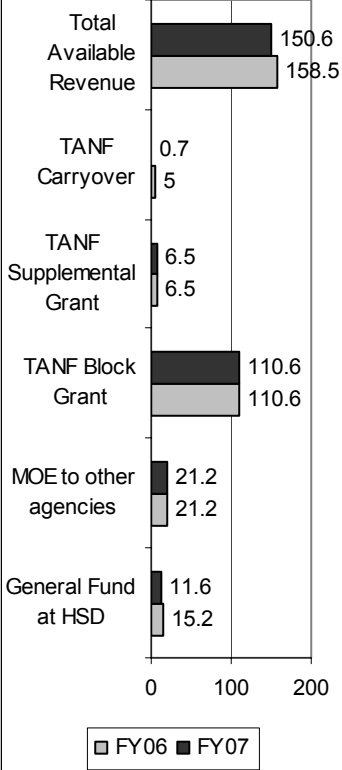 Total
Available
Revenue
150.6
158.5
TANF
Carryover
0.7
5
TANF
Supplemental
Grant
6.5
6.5
TANF Block
Grant
110.6
110.6
MOE to other
agencies
21.2
21.2
General Fund
at HSD
11.6
15.2
0 100 200
FY06 FY07